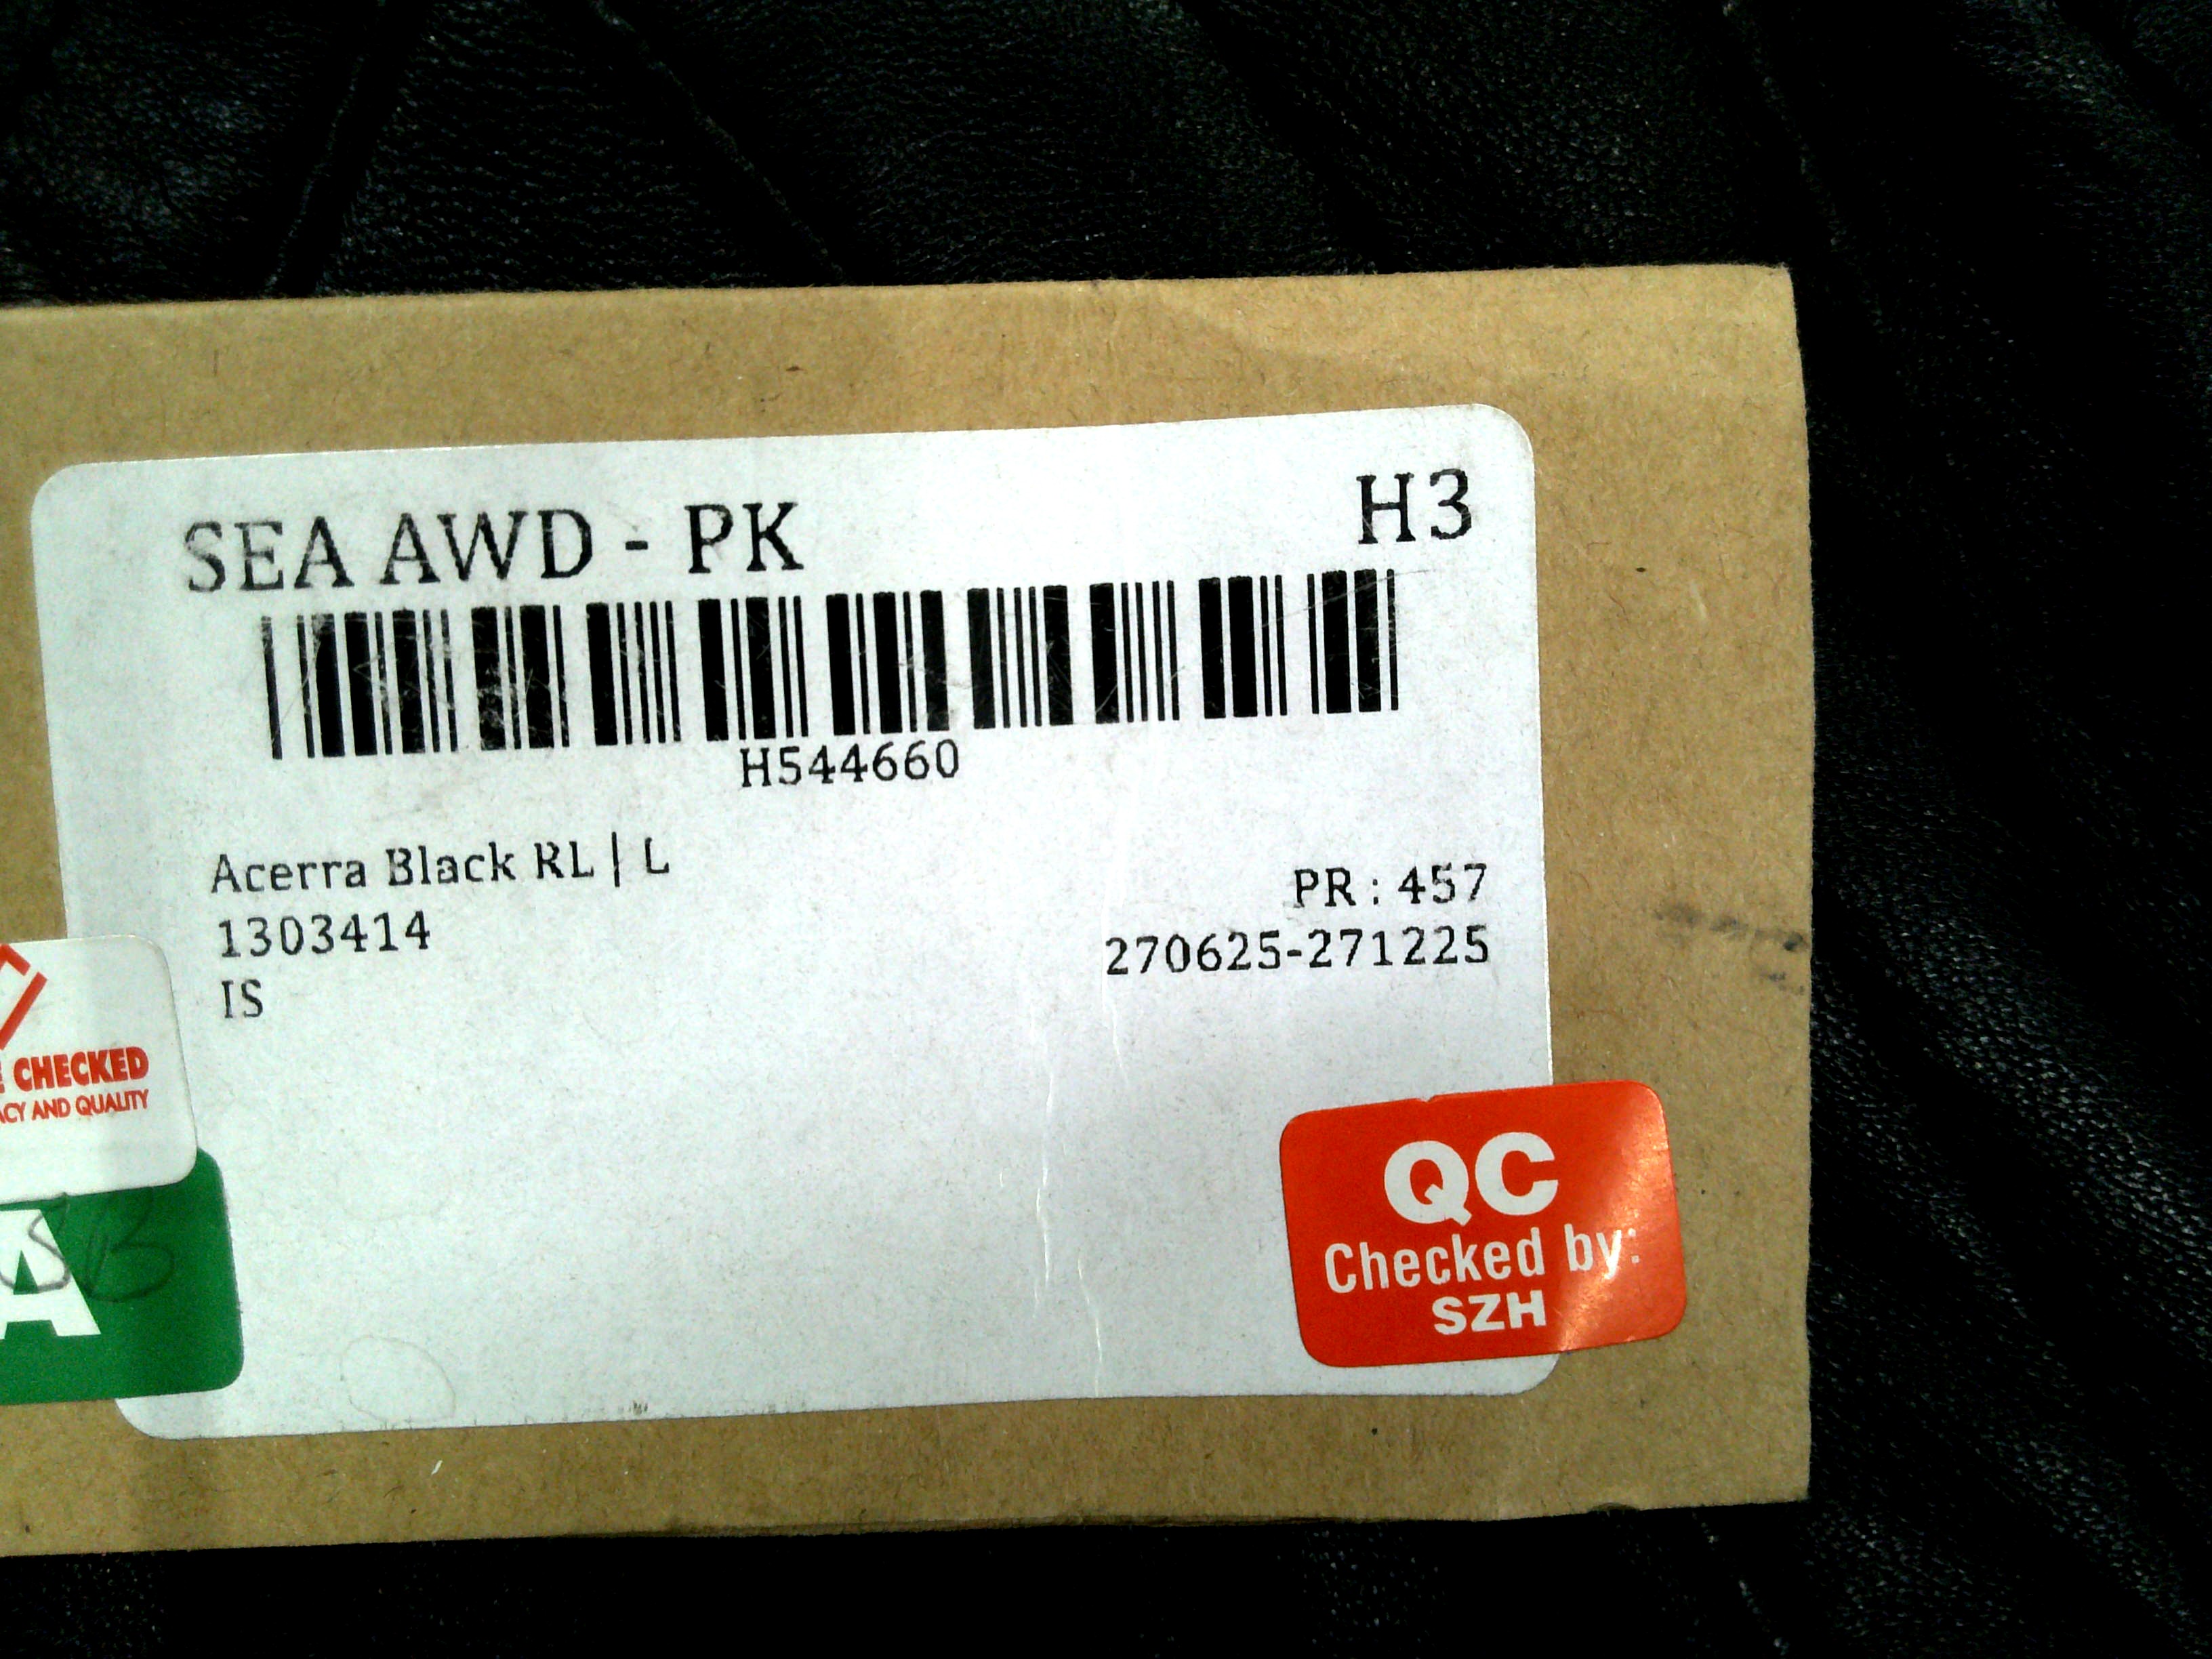 SEA AWD - PK
H3
H544660
Acerra Black RL | L
1303414
IS
PR : 457
270625-271225
CHECKED
AND QUALITY
QC
Checked by:
SZH